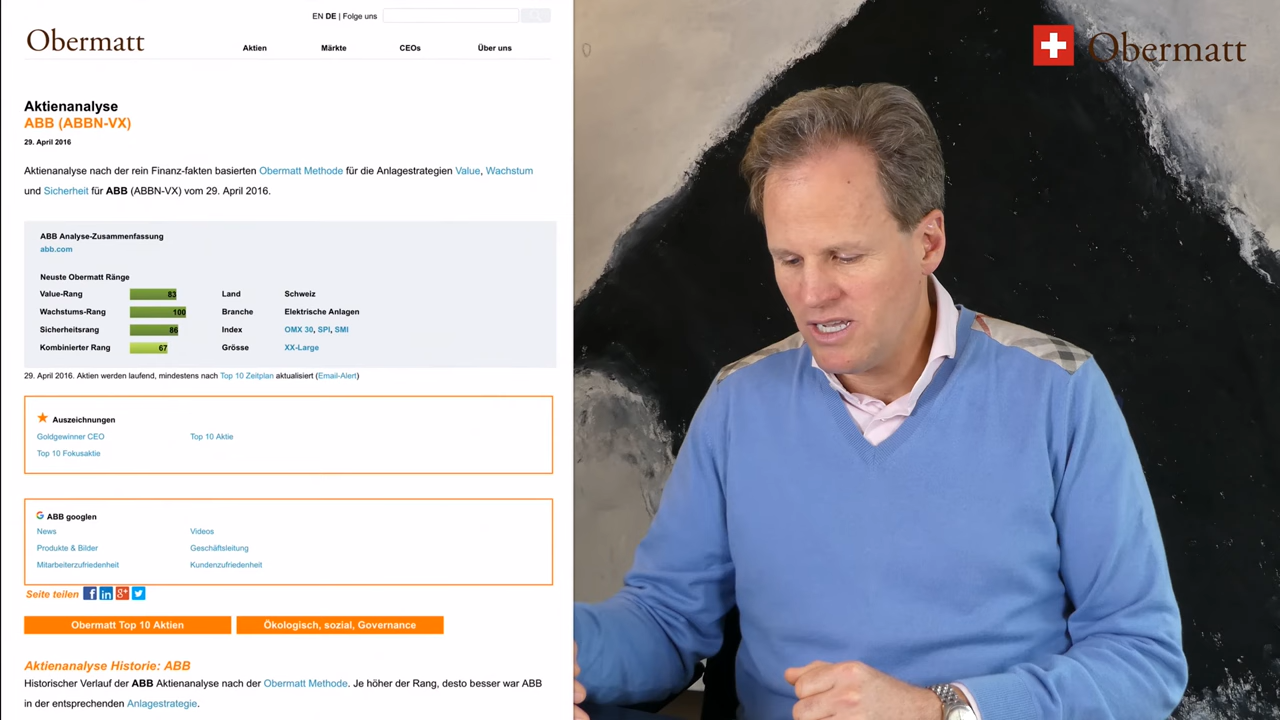 EN DE | Folge uns
Obermatt
Aktien Märkte CEOs Über uns
Obermatt
Aktienanalyse
ABB (ABBN-VX)
29. April 2016
Aktienanalyse nach der rein Finanz-fakten basierten Obermatt Methode für die Anlagestrategien Value, Wachstum
und Sicherheit für ABB (ABBN-VX) vom 29. April 2016.
ABB Analyse-Zusammenfassung
abb.com
Neuste Obermatt Ränge
Value-Rang 83 Land Schweiz
Wachstums-Rang 100 Branche Elektrische Anlagen
Sicherheitsrang 86 Index OMX 30, SPI, SMI
Kombinierter Rang 67 Grösse XX-Large
29. April 2016. Aktien werden laufend, mindestens nach Top 10 Zeitplan aktualisiert (Email-Alert)
Auszeichnungen
Goldgewinner CEO Top 10 Aktie
Top 10 Fokusaktie
ABB googlen
News Videos
Produkte & Bilder Geschäftsleitung
Mitarbeiterzufriedenheit Kundenzufriedenheit
Seite teilen
Obermatt Top 10 Aktien Ökologisch, sozial, Governance
Aktienanalyse Historie: ABB
Historischer Verlauf der ABB Aktienanalyse nach der Obermatt Methode. Je höher der Rang, desto besser war ABB
in der entsprechenden Anlagestrategie.